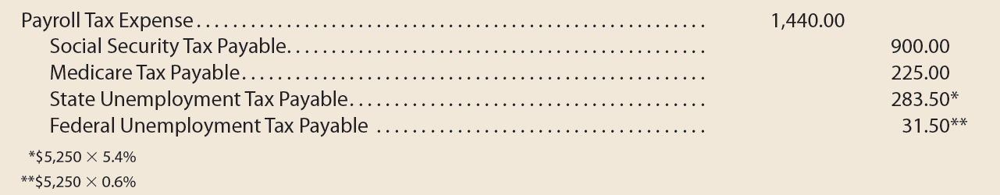 Payroll Tax Expense............................................................ 1,440.00
Social Security Tax Payable.................................................. 900.00
Medicare Tax Payable......................................................... 225.00
State Unemployment Tax Payable............................................ 283.50*
Federal Unemployment Tax Payable ......................................... 31.50**
*$5,250 × 5.4%
**$5,250 × 0.6%